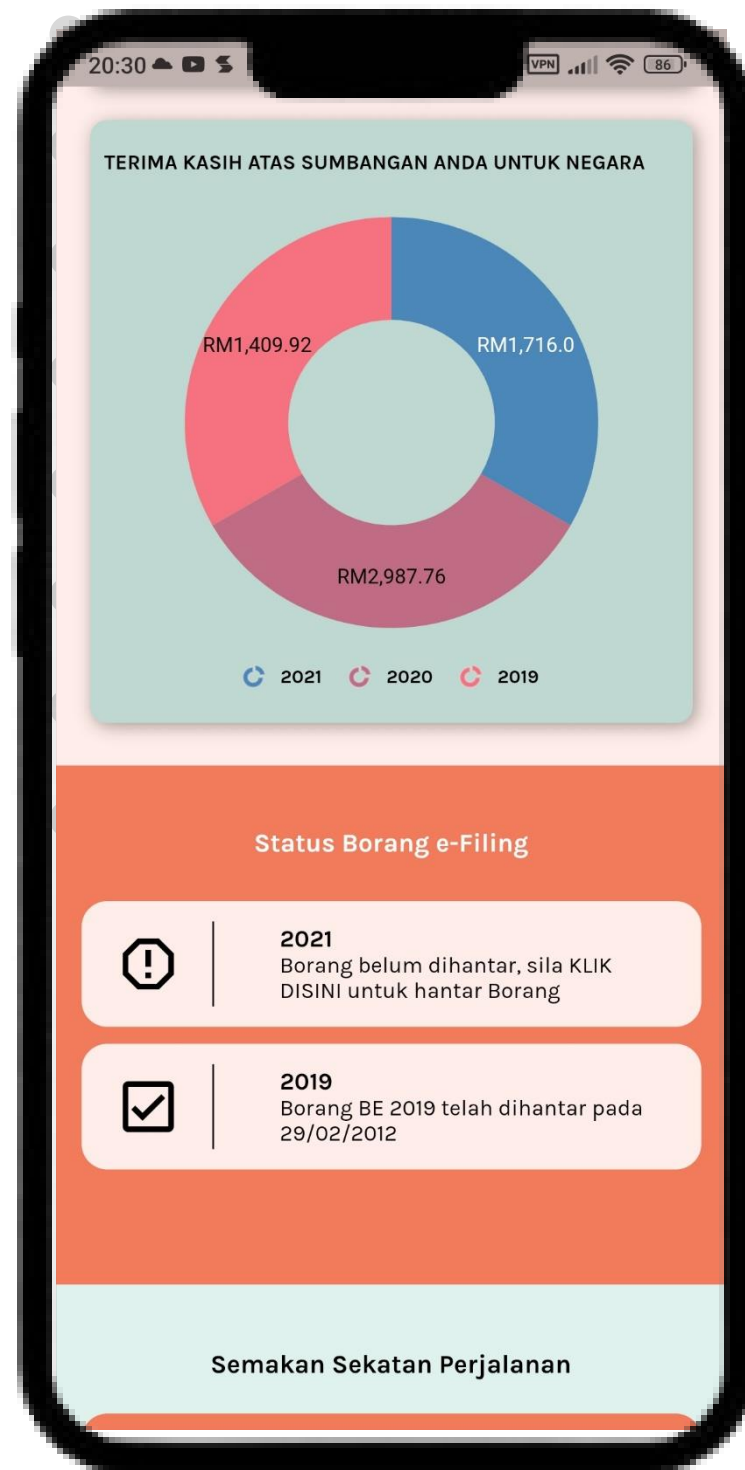 20:30 VPN 86
TERIMA KASIH ATAS SUMBANGAN ANDA UNTUK NEGARA
RM1,409.92 RM1,716.0
RM2,987.76
2021 2020 2019
Status Borang e-Filing
2021
Borang belum dihantar, sila KLIK
DISINI untuk hantar Borang
2019
Borang BE 2019 telah dihantar pada
29/02/2012
Semakan Sekatan Perjalanan